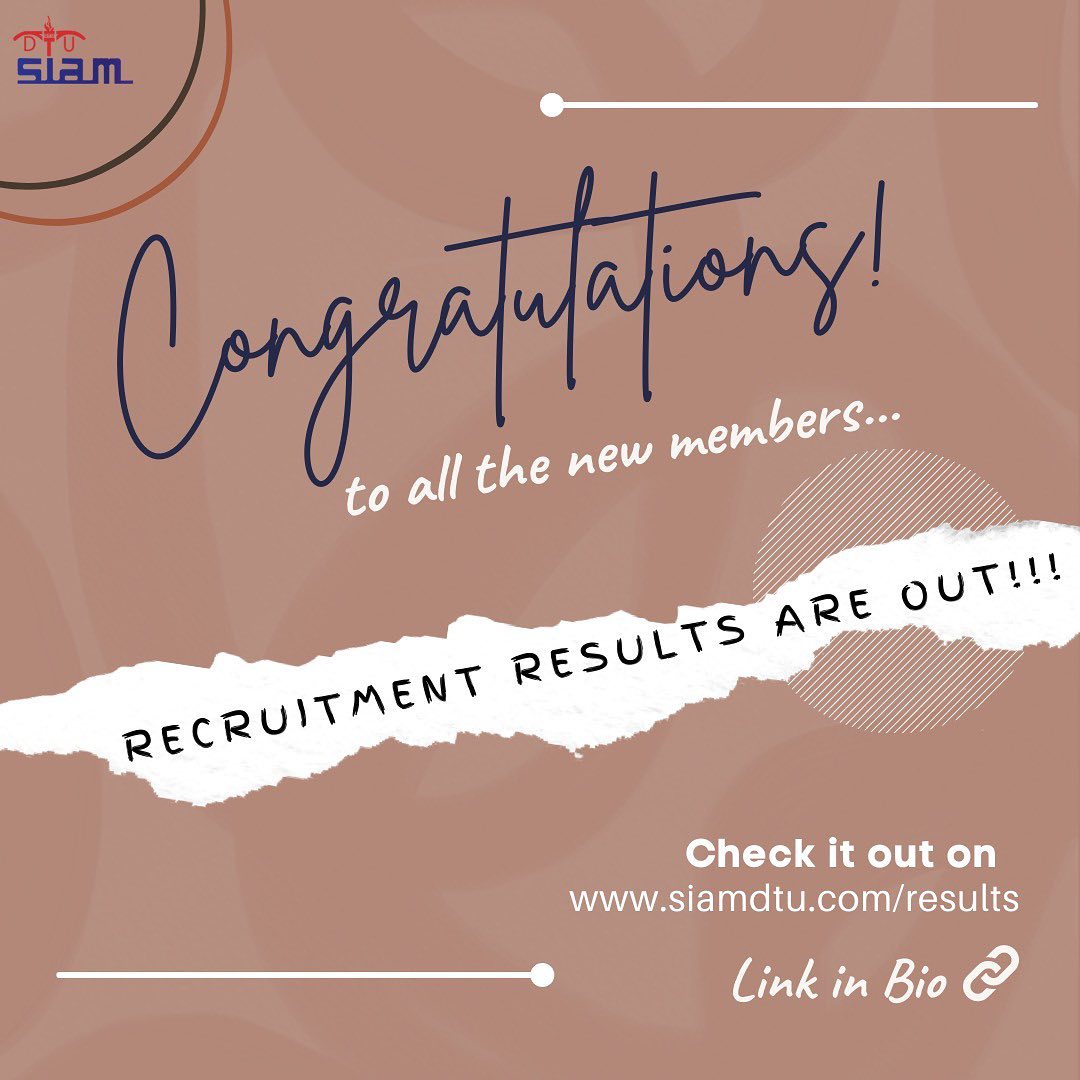 DTU
siam
Congratulations!
to all the new members...
RECRUITMENT RESULTS ARE OUT!!!
Check it out on
www.siamdtu.com/results
Link in Bio